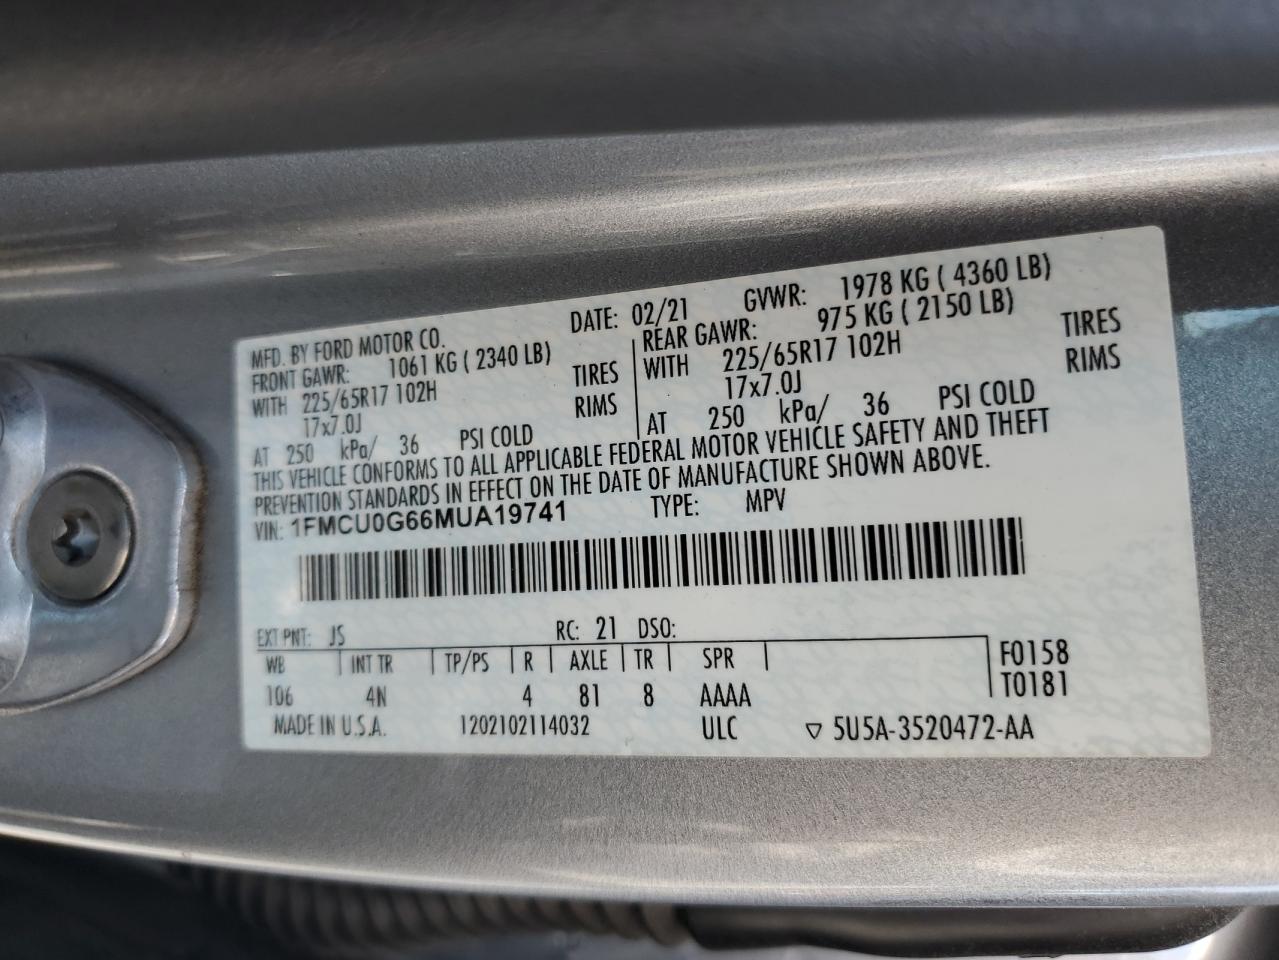 MFD. BY FORD MOTOR CO. DATE: 02/21 GVWR: 1978 KG ( 4360 LB)
FRONT GAWR: 1061 KG ( 2340 LB) REAR GAWR: 975 KG ( 2150 LB)
WITH 225/65R17 102H TIRES WITH 225/65R17 102H TIRES
17x7.0J RIMS 17x7.0J RIMS
AT 250 kPa/ 36 PSI COLD AT 250 kPa/ 36 PSI COLD
THIS VEHICLE CONFORMS TO ALL APPLICABLE FEDERAL MOTOR VEHICLE SAFETY AND THEFT
PREVENTION STANDARDS IN EFFECT ON THE DATE OF MANUFACTURE SHOWN ABOVE.
VIN: 1FMCU0G66MUA19741 TYPE: MPV
EXT PNT: JS RC: 21 DSO:
WB INT TR TP/PS R AXLE TR SPR F0158
106 4N 4 81 8 AAAA T0181
MADE IN U.S.A. 1202102114032 ULC ▽ 5U5A-3520472-AA